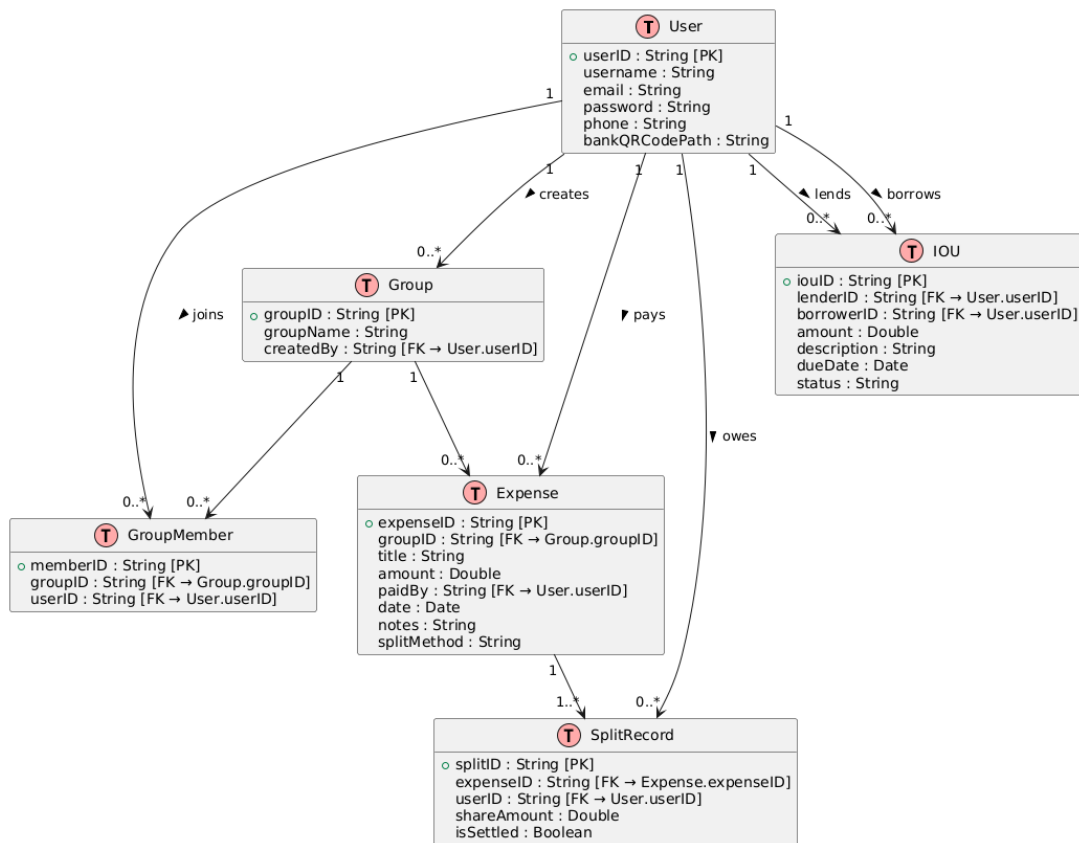 T User
userID : String [PK]
username : String
email : String
password : String
phone : String
bankQRCodePath : String
1
1
1
1
1
1
1
creates
lends
borrows
0..*
0..*
0..*
T Group
groupID : String [PK]
groupName : String
createdBy : String [FK → User.userID]
T IOU
iouID : String [PK]
lenderID : String [FK → User.userID]
borrowerID : String [FK → User.userID]
amount : Double
description : String
dueDate : Date
status : String
joins
pays
1
1
owes
0..*
0..*
0..*
0..*
T GroupMember
memberID : String [PK]
groupID : String [FK → Group.groupID]
userID : String [FK → User.userID]
T Expense
expenseID : String [PK]
groupID : String [FK → Group.groupID]
title : String
amount : Double
paidBy : String [FK → User.userID]
date : Date
notes : String
splitMethod : String
1
1..*
0..*
T SplitRecord
splitID : String [PK]
expenseID : String [FK → Expense.expenseID]
userID : String [FK → User.userID]
shareAmount : Double
isSettled : Boolean